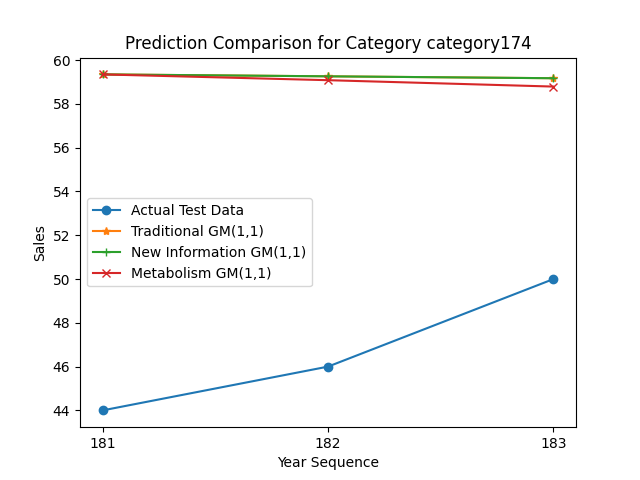 Prediction Comparison for Category category174
60
58
56
54
52
50
48
46
44
Sales
Actual Test Data
Traditional GM(1,1)
New Information GM(1,1)
Metabolism GM(1,1)
181
182
183
Year Sequence